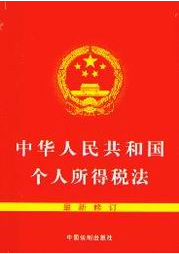 中华人民共和国
个人所得税法
最新修订
中国法制出版社